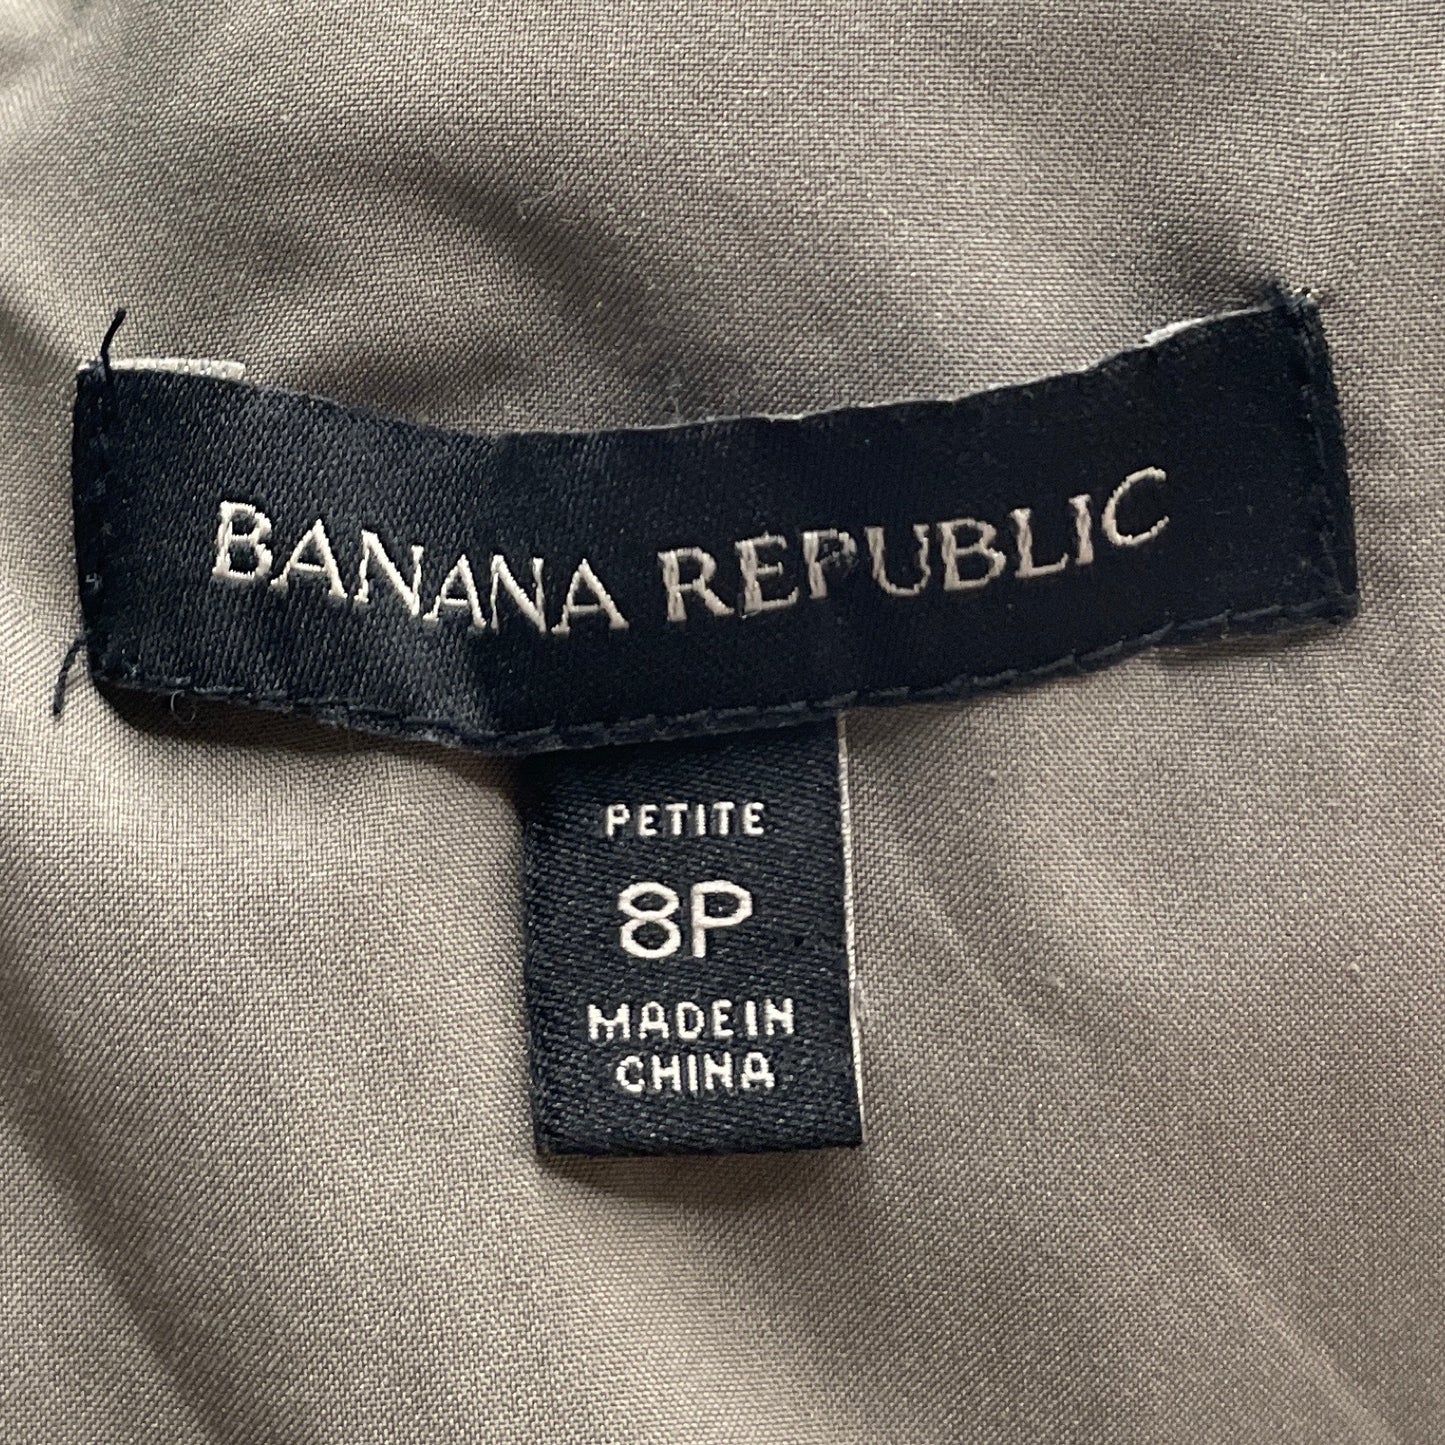 BANANA REPUBLIC
PETITE
8P
MADE IN
CHINA